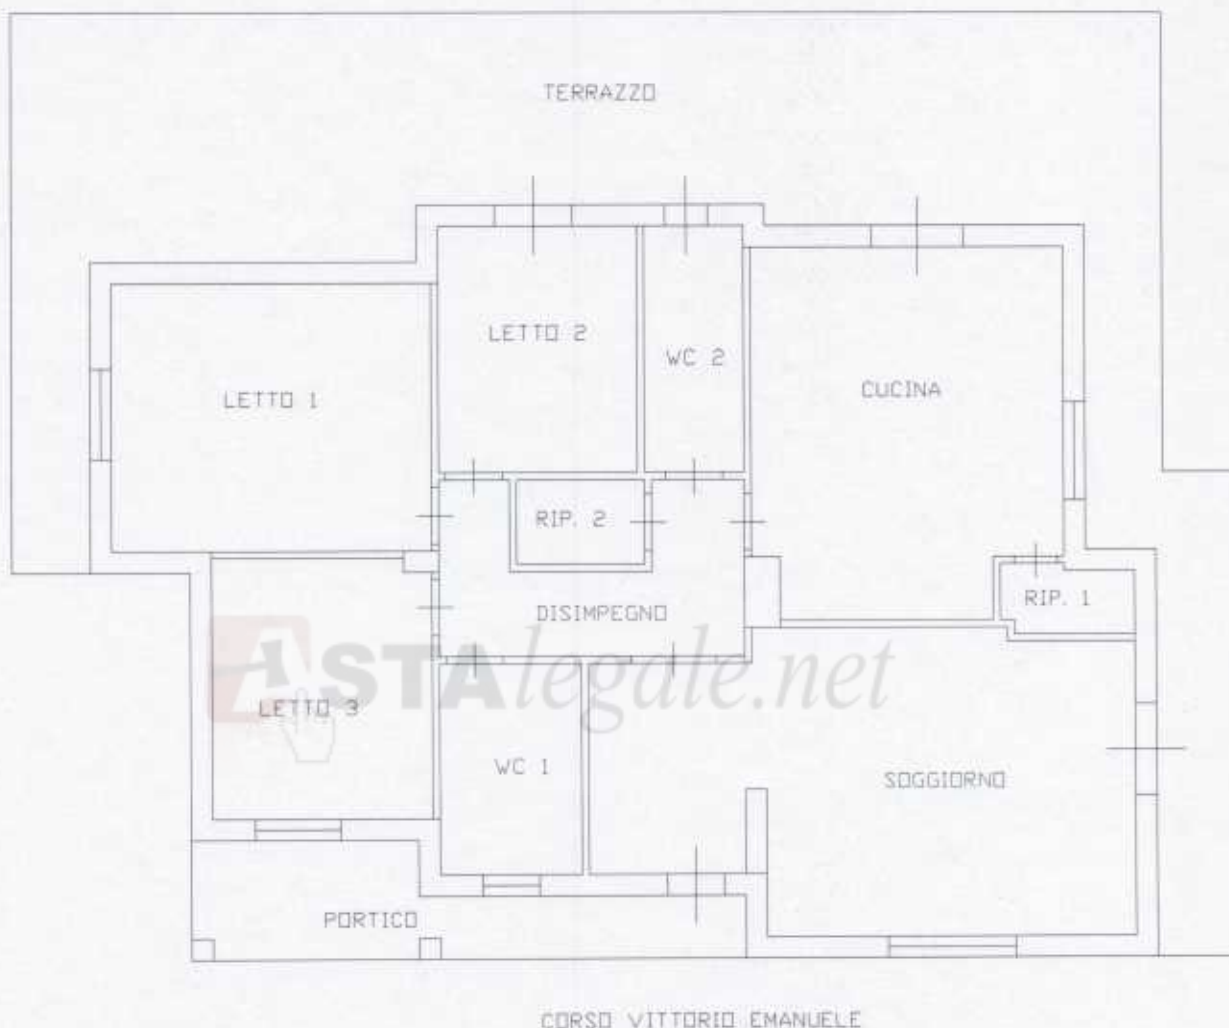 TERRAZZO
LETTO 2
WC 2
LETTO 1
CUCINA
RIP. 2
RIP. 1
DISIMPEGNO
ASTAlegale.net
LETTO 3
WC 1
SOGGIORNO
PORTICO
CORSO VITTORIO EMANUELE